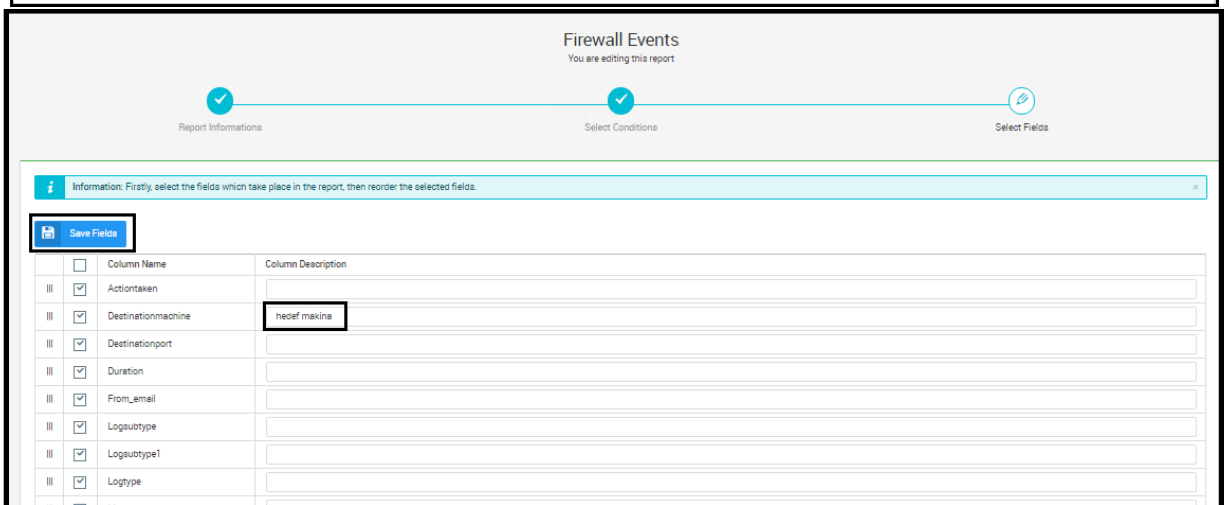 Firewall Events
You are editing this report
Report Informations
Select Conditions
Select Fields
Information: Firstly, select the fields which take place in the report, then reorder the selected fields.
Save Fields
Column Name Column Description
Actiontaken
Destinationmachine hedef makina
Destinationport
Duration
From_email
Logsubtype
Logsubtype1
Logtype